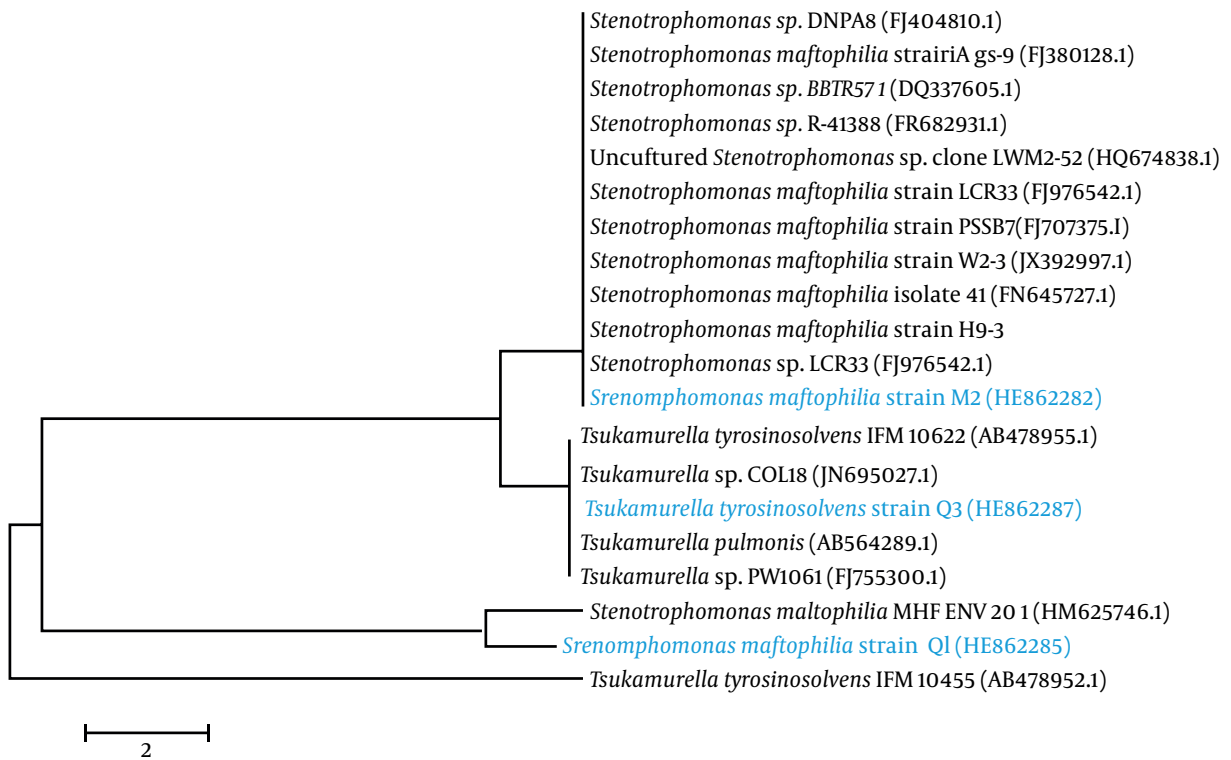 Stenotrophomonas sp. DNPA8 (FJ404810.1)
Stenotrophomonas maftophilia strairiA gs-9 (FJ380128.1)
Stenotrophomonas sp. BBTR571 (DQ337605.1)
Stenotrophomonas sp. R-41388 (FR682931.1)
Uncuftured Stenotrophomonas sp. clone LWM2-52 (HQ674838.1)
Stenotrophomonas maftophilia strain LCR33 (FJ976542.1)
Stenotrophomonas maftophilia strain PSSB7(FJ707375.I)
Stenotrophomonas maftophilia strain W2-3 (JX392997.1)
Stenotrophomonas maftophilia isolate 41 (FN645727.1)
Stenotrophomonas maftophilia strain H9-3
Stenotrophomonas sp. LCR33 (FJ976542.1)
Srenomphomonas maftophilia strain M2 (HE862282)
Tsukamurella tyrosinosolvens IFM 10622 (AB478955.1)
Tsukamurella sp. COL18 (JN695027.1)
Tsukamurella tyrosinosolvens strain Q3 (HE862287)
Tsukamurella pulmonis (AB564289.1)
Tsukamurella sp. PW1061 (FJ755300.1)
Stenotrophomonas maltophilia MHF ENV 20 1 (HM625746.1)
Srenomphomonas maftophilia strain Ql (HE862285)
Tsukamurella tyrosinosolvens IFM 10455 (AB478952.1)
2